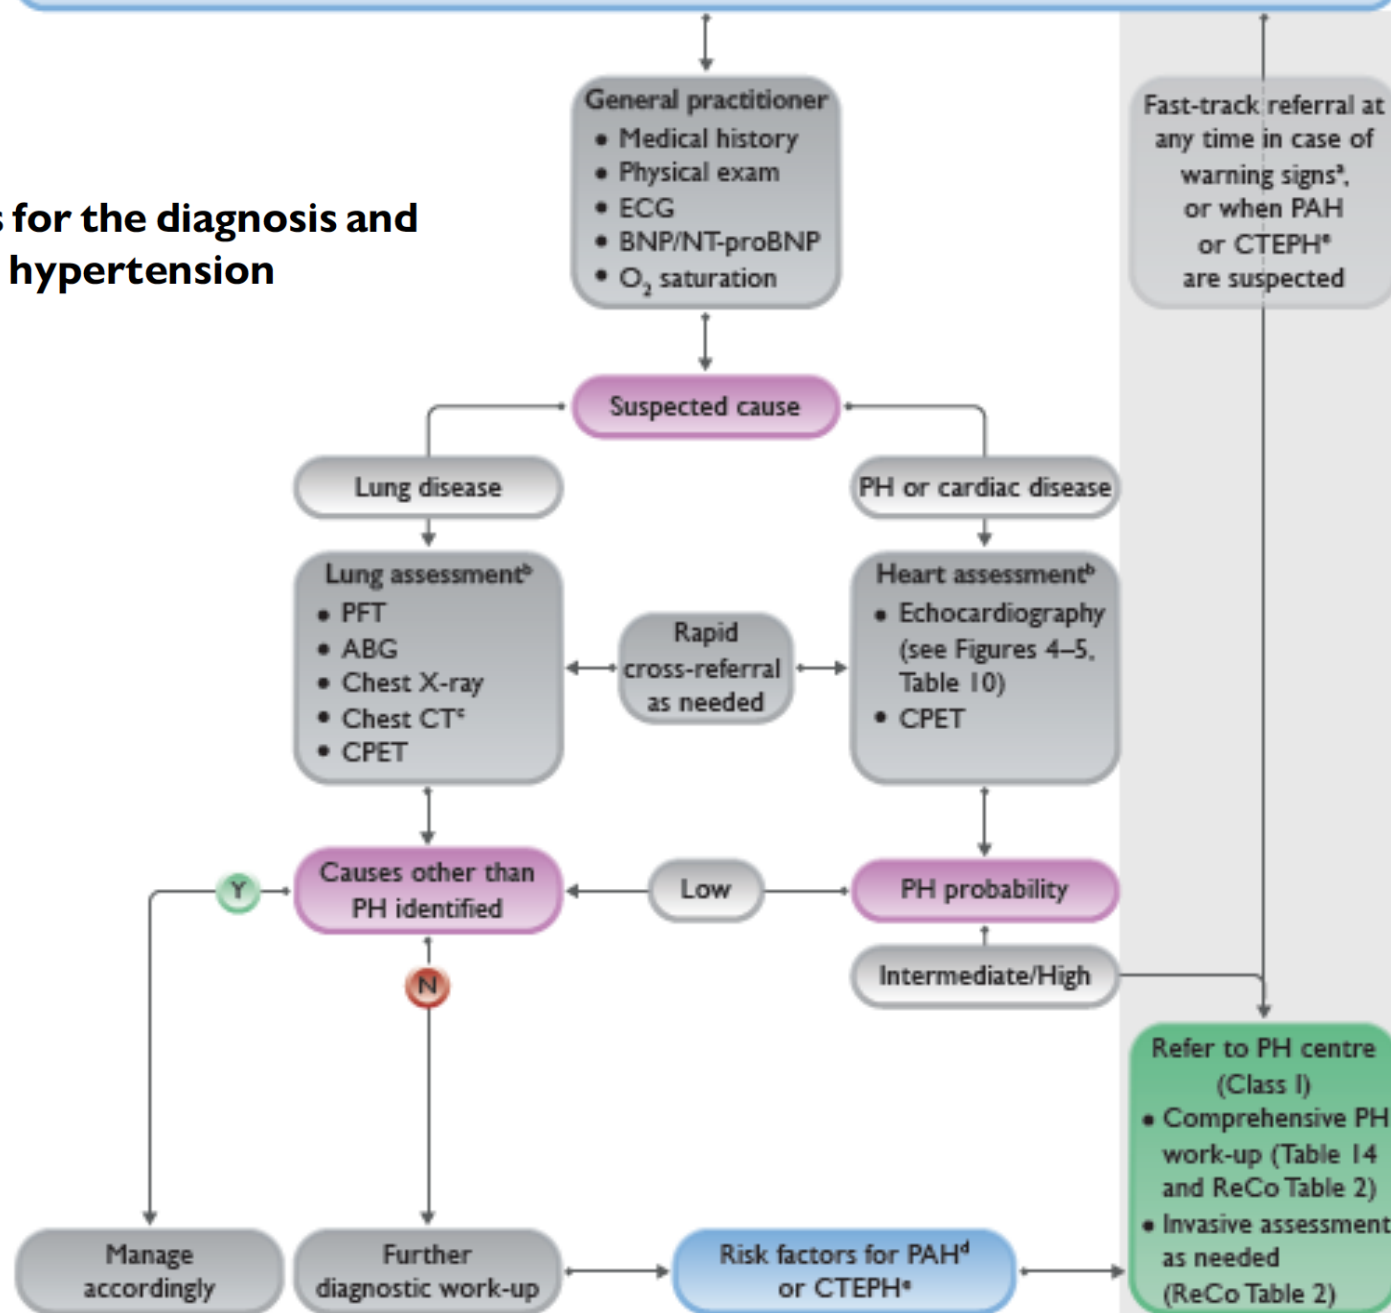 General practitioner
• Medical history
• Physical exam
• ECG
• BNP/NT-proBNP
• O₂ saturation
Fast-track referral at
any time in case of
warning signsᵃ,
or when PAH
or CTEPHᵉ
are suspected
s for the diagnosis and
hypertension
Suspected cause
Lung disease
PH or cardiac disease
Lung assessmentᵇ
• PFT
• ABG
• Chest X-ray
• Chest CTᶜ
• CPET
Rapid
cross-referral
as needed
Heart assessmentᵇ
• Echocardiography
(see Figures 4–5,
Table 10)
• CPET
Y
Causes other than
PH identified
Low
PH probability
N
Intermediate/High
Refer to PH centre
(Class I)
• Comprehensive PH
work-up (Table 14
and ReCo Table 2)
• Invasive assessment
as needed
(ReCo Table 2)
Manage
accordingly
Further
diagnostic work-up
Risk factors for PAHᵈ
or CTEPHᵉ